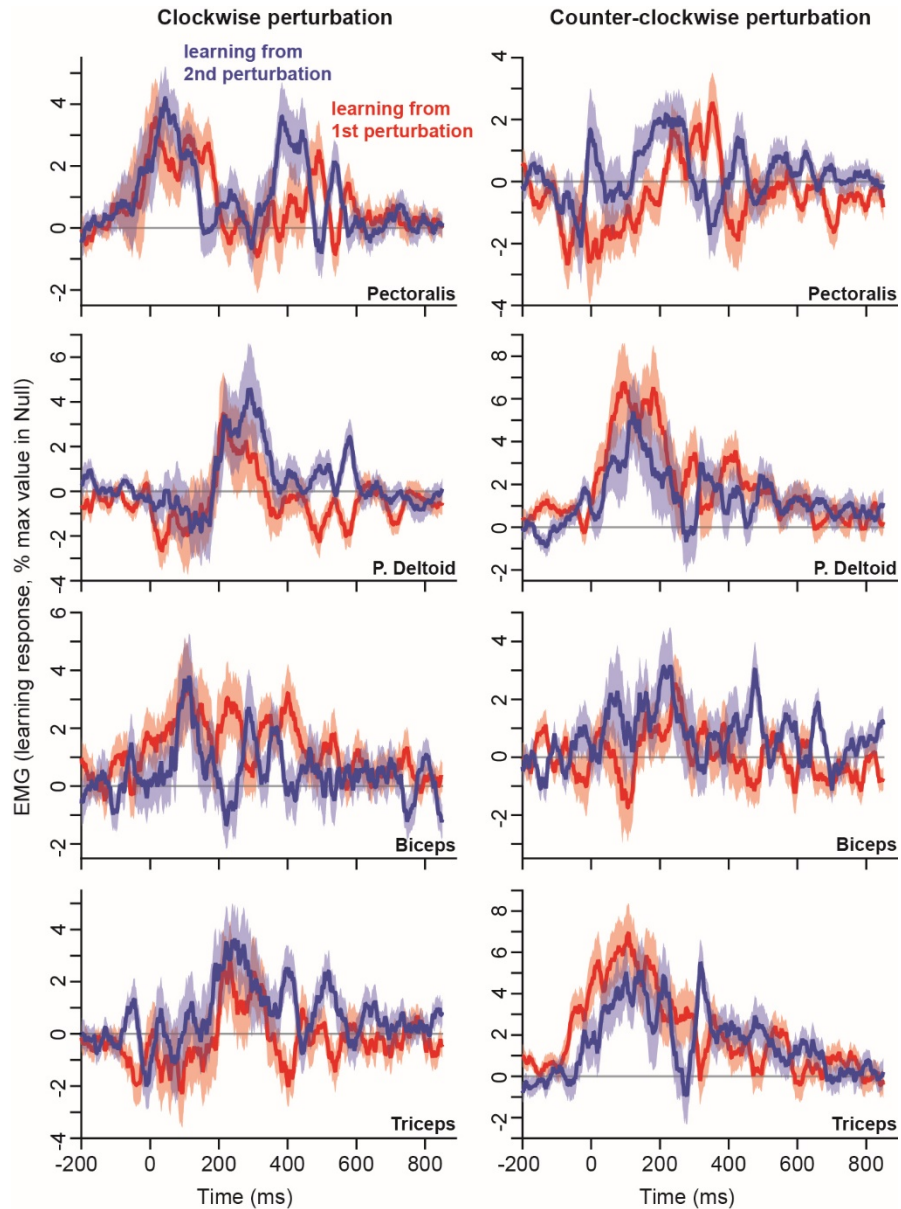 Clockwise perturbation
Counter-clockwise perturbation
learning from
2nd perturbation
learning from
1st perturbation
EMG (learning response, % max value in Null)
4
2
0
-2
Pectoralis
4
2
0
-2
-4
Pectoralis
6
4
2
0
-2
-4
P. Deltoid
8
6
4
2
0
-2
P. Deltoid
6
4
2
0
-2
Biceps
4
2
0
-2
Biceps
4
2
0
-2
-4
Triceps
8
6
4
2
0
-2
Triceps
-200 0 200 400 600 800
-200 0 200 400 600 800
Time (ms)
Time (ms)